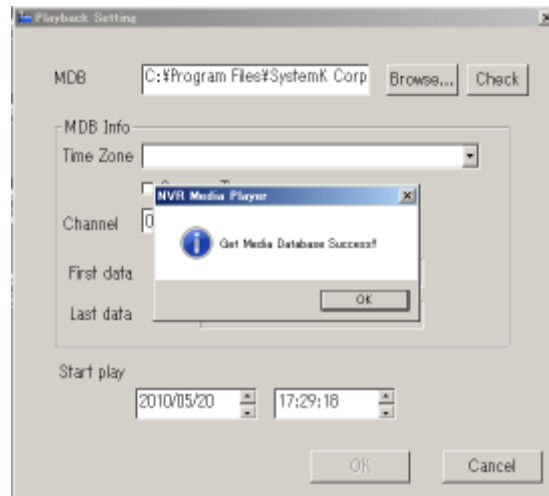 Playback Setting
MDB
C:¥Program Files¥SystemK Corp
Browse...
Check
MDB Info
Time Zone
NVR Media Player
Channel
0
Get Media Database Success!!
First data
OK
Last data
Start play
2010/05/20
17:29:18
OK
Cancel